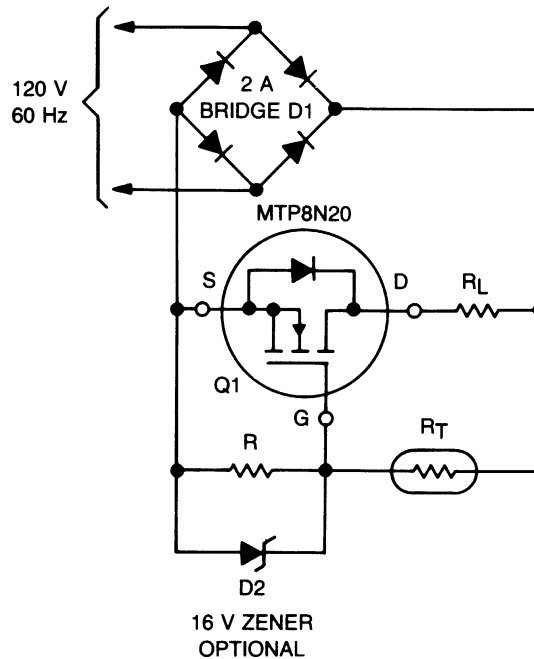 120 V
60 Hz
2 A
BRIDGE D1
MTP8N20
S
D
RL
Q1
G
R
RT
D2
16 V ZENER
OPTIONAL